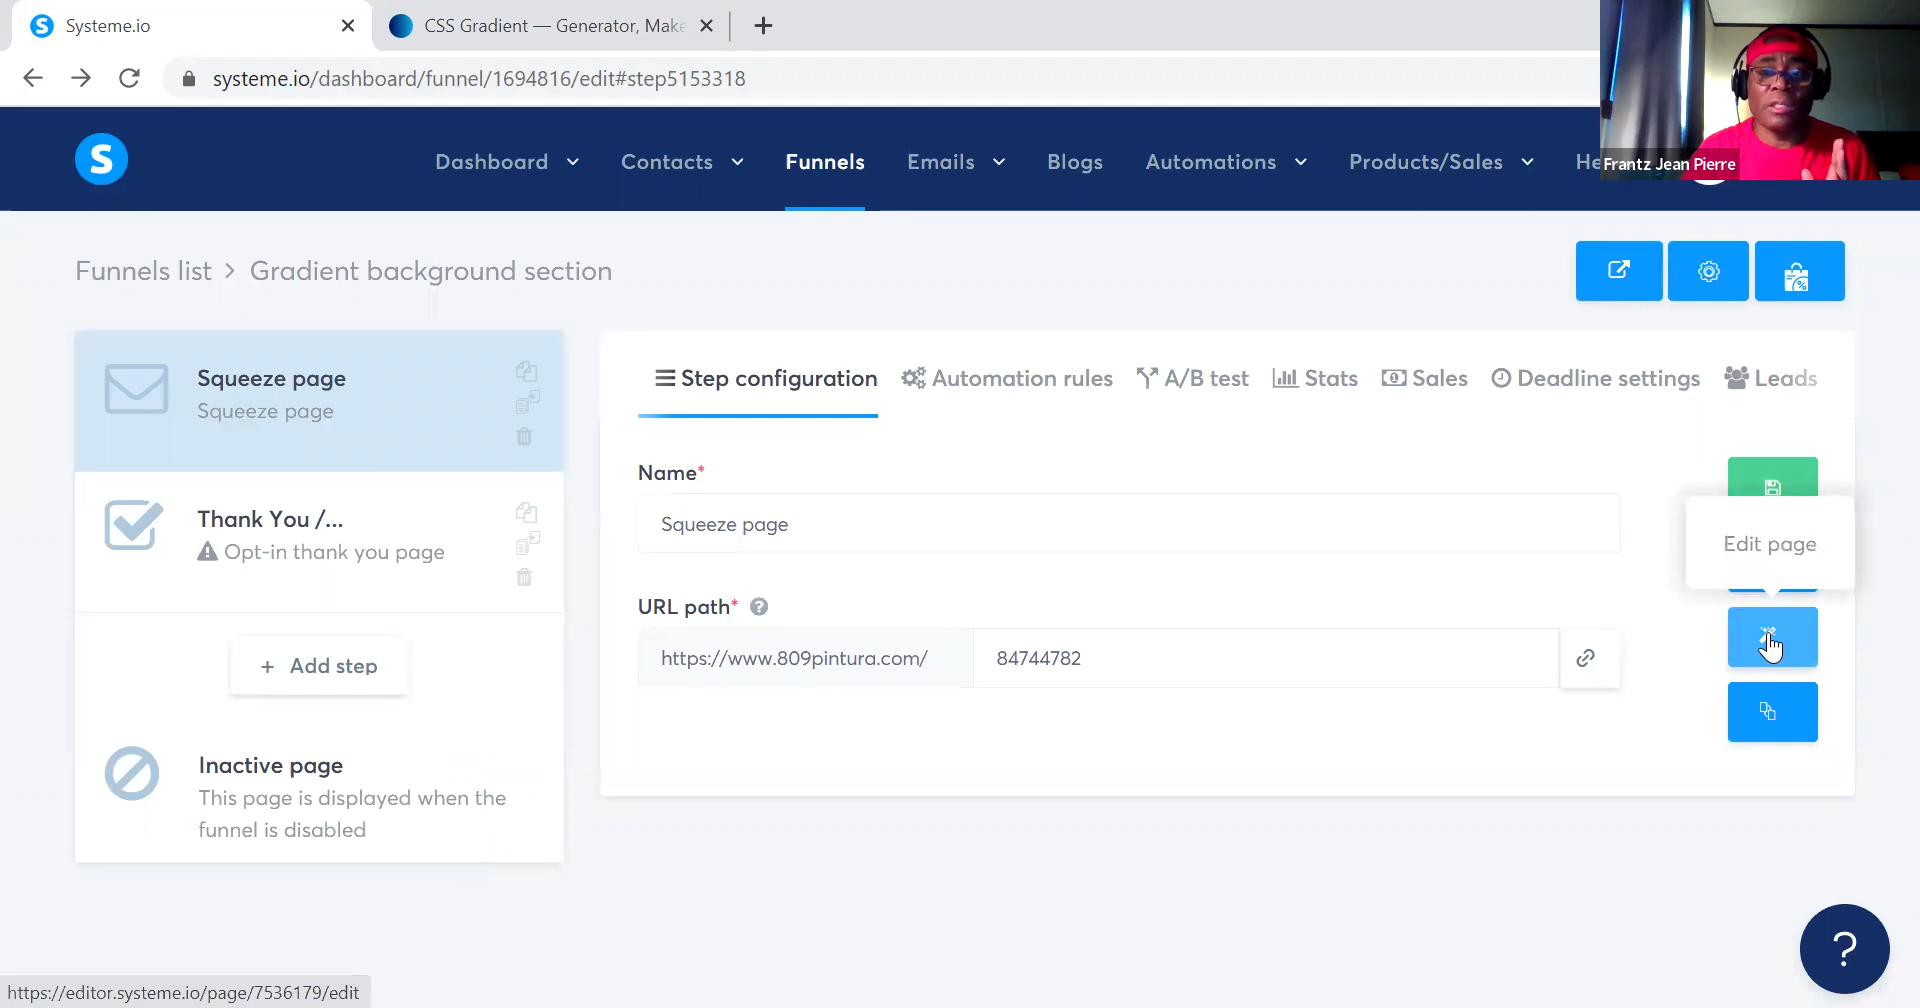 Systeme.io
CSS Gradient — Generator, Make
systeme.io/dashboard/funnel/1694816/edit#step5153318
S
Dashboard
Contacts
Funnels
Emails
Blogs
Automations
Products/Sales
He
Frantz Jean Pierre
Funnels list > Gradient background section
Squeeze page
Squeeze page
Thank You /...
Opt-in thank you page
+ Add step
Inactive page
This page is displayed when the
funnel is disabled
Step configuration
Automation rules
A/B test
Stats
Sales
Deadline settings
Leads
Name*
Squeeze page
Edit page
URL path* ?
https://www.809pintura.com/
84744782
?
https://editor.systeme.io/page/7536179/edit